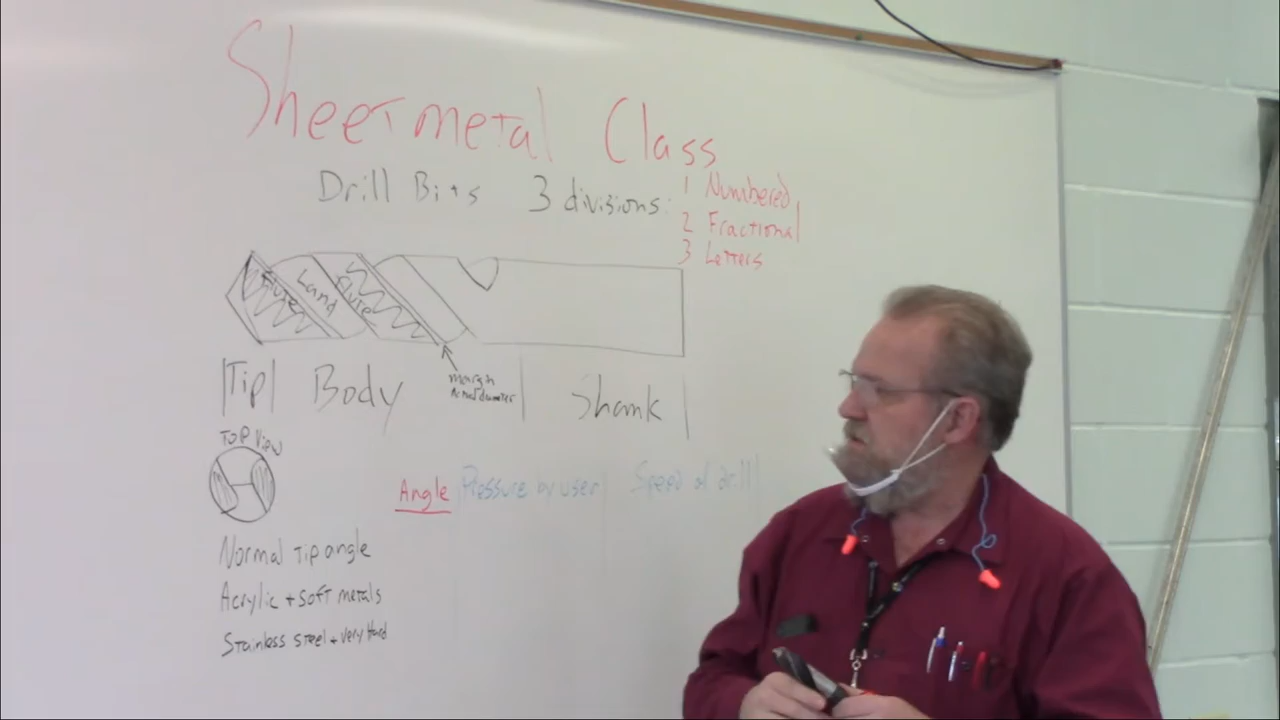 Sheetmetal Class
Drill Bits 3 divisions:
1 Numbered
2 Fractional
3 Letters
Flute Land Flute
Tip Body Shank
margin
Actual diameter
Top View
Angle Pressure by user Speed of drill
Normal Tip angle
Acrylic + soft metals
Stainless steel + very Hard